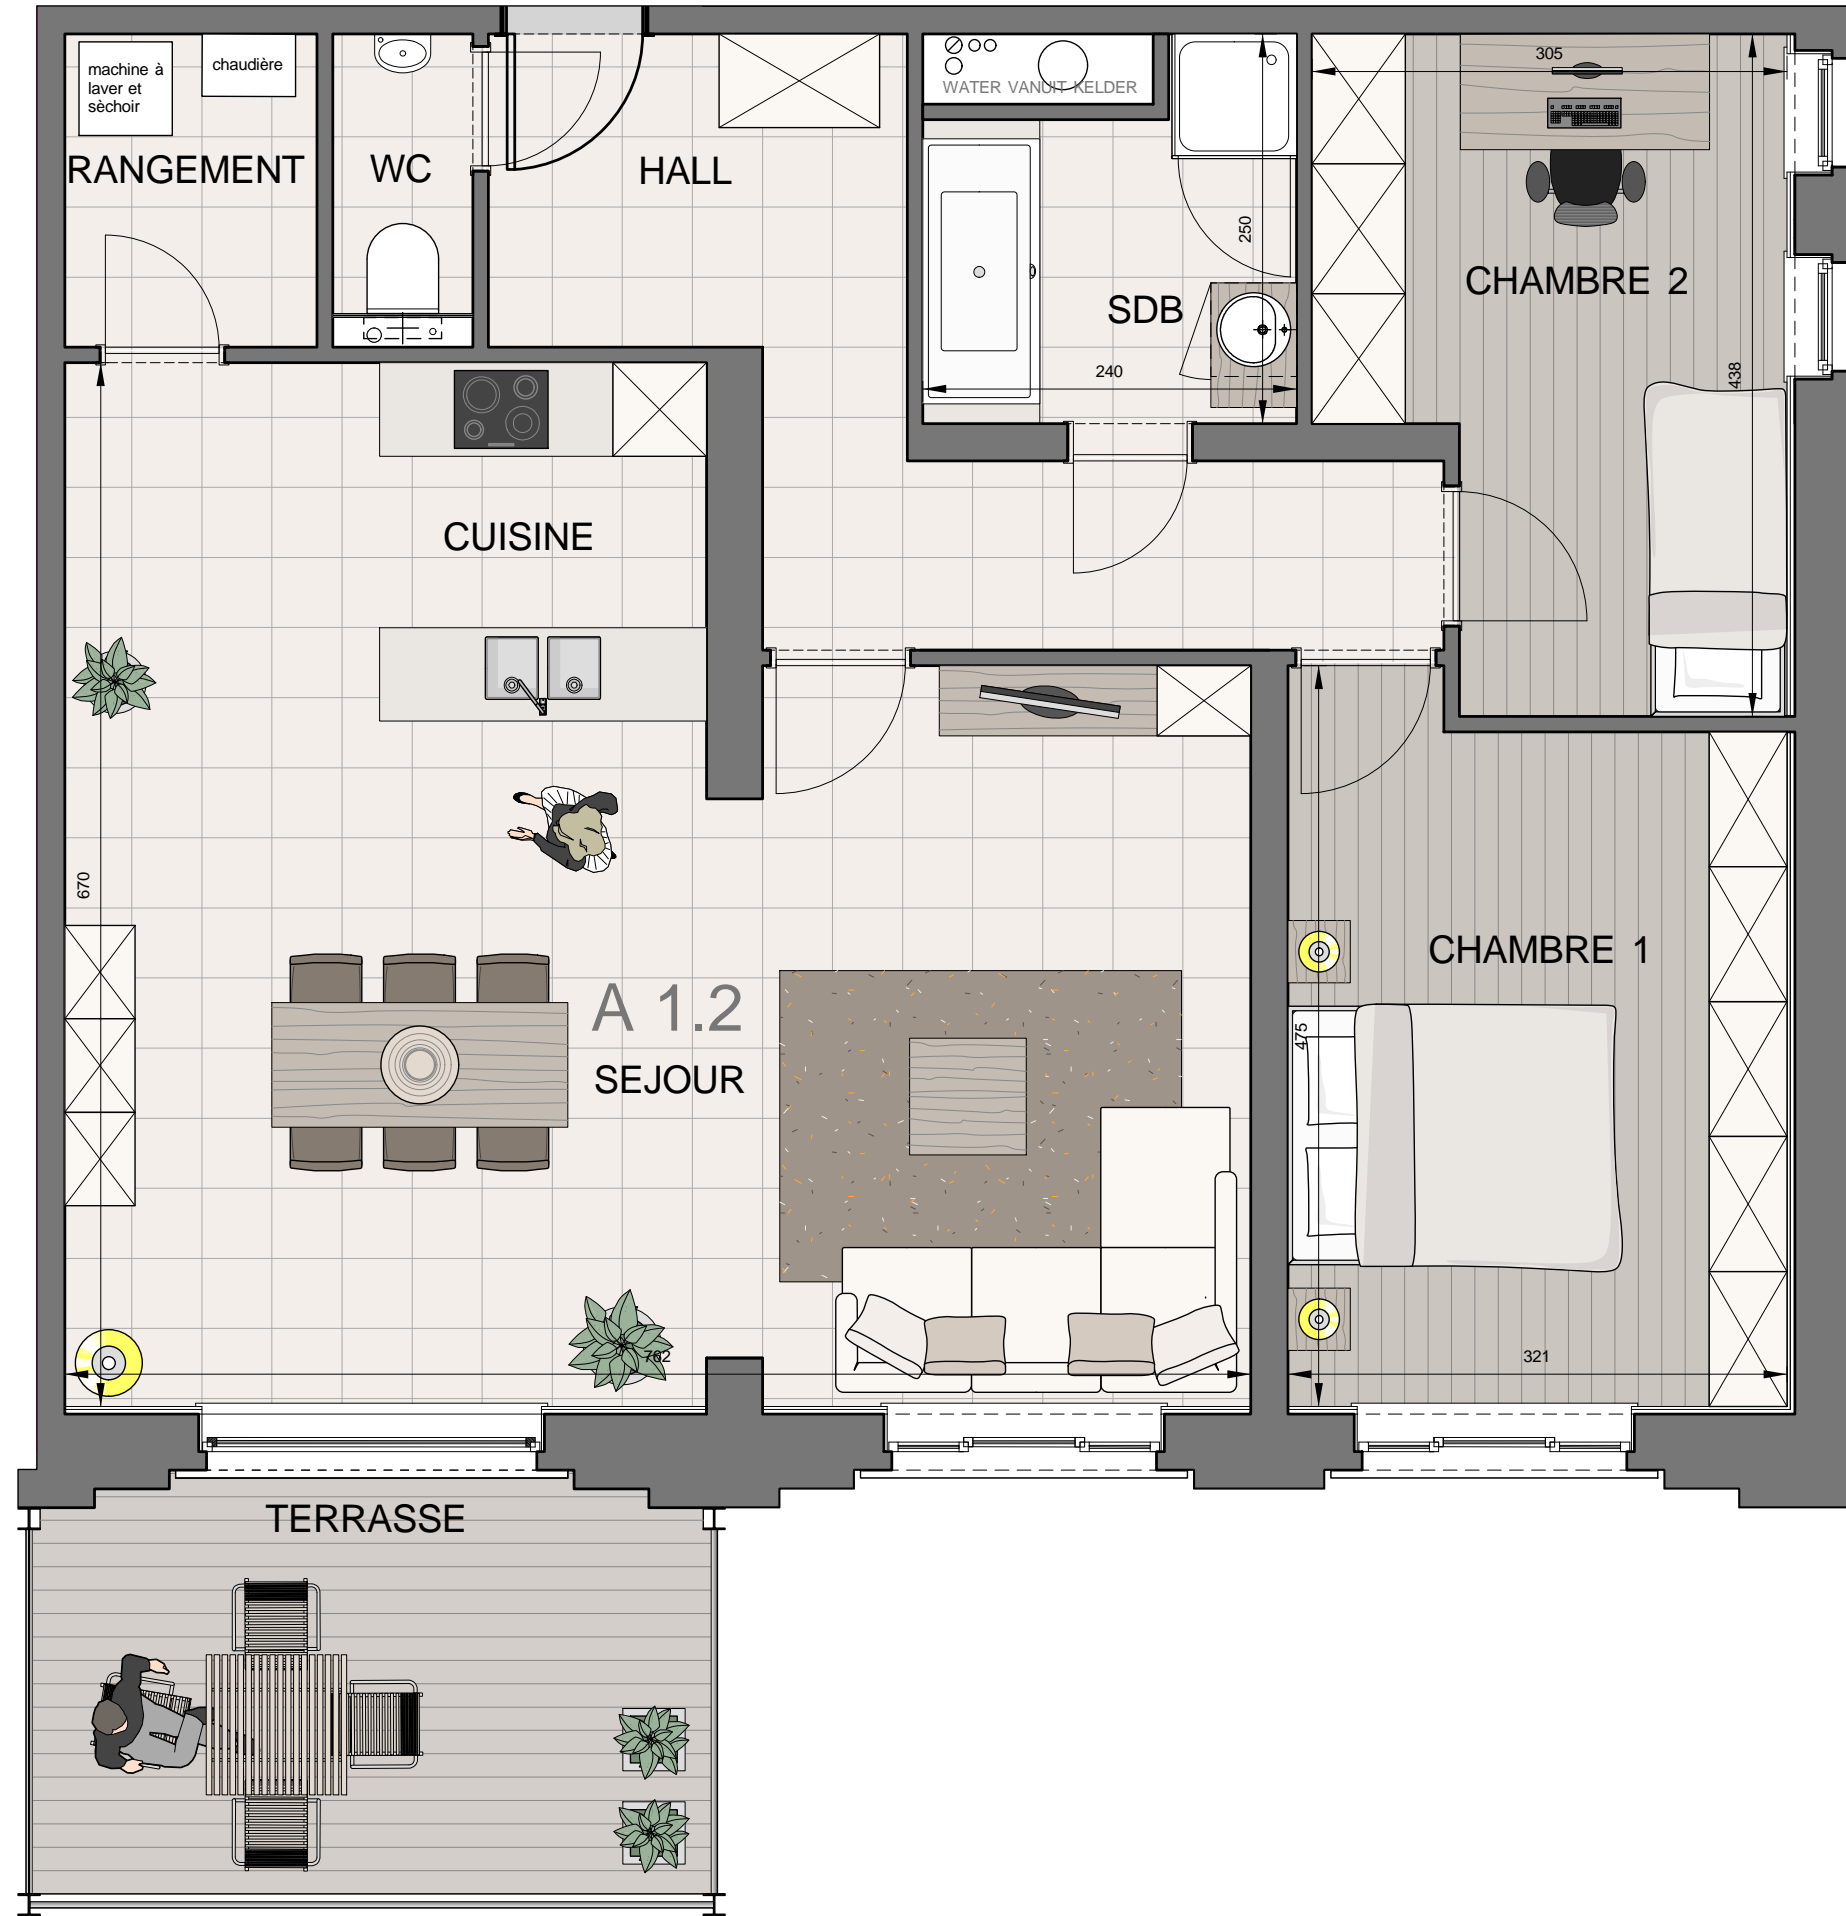 305
machine à
laver et
sèchoir
chaudière
WATER VANUIT KELDER
RANGEMENT
WC
HALL
250
CHAMBRE 2
SDB
240
438
CUISINE
670
CHAMBRE 1
A 1.2
475
SEJOUR
762
321
TERRASSE